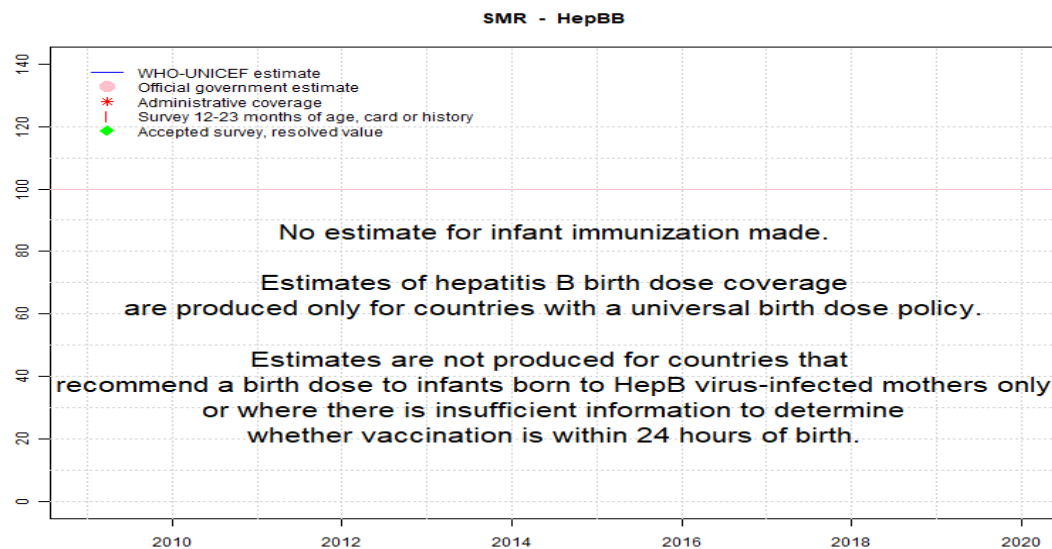 SMR - HepBB
WHO-UNICEF estimate
Official government estimate
Administrative coverage
Survey 12-23 months of age, card or history
Accepted survey, resolved value
140
120
100
80
60
40
20
0
No estimate for infant immunization made.
Estimates of hepatitis B birth dose coverage
are produced only for countries with a universal birth dose policy.
Estimates are not produced for countries that
recommend a birth dose to infants born to HepB virus-infected mothers only
or where there is insufficient information to determine
whether vaccination is within 24 hours of birth.
2010 2012 2014 2016 2018 2020